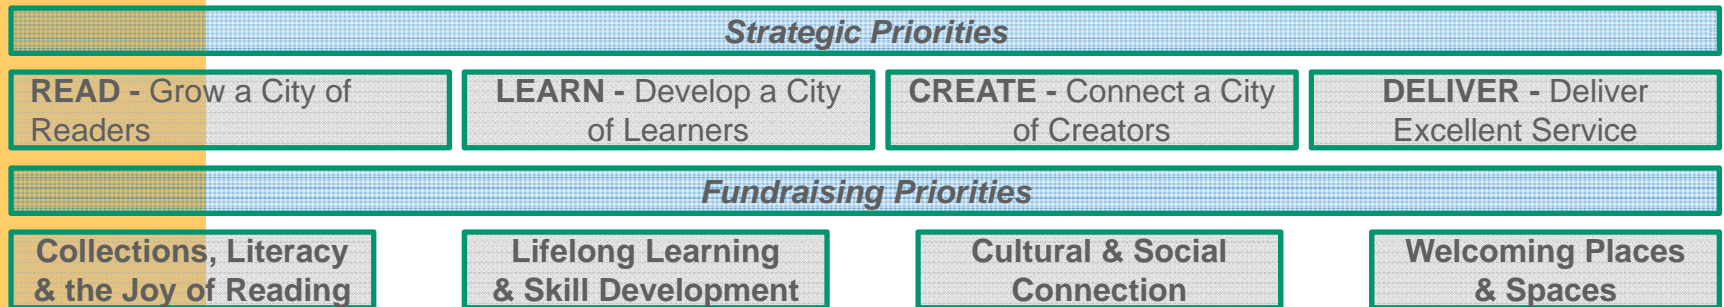 Strategic Priorities
READ - Grow a City of
Readers
LEARN - Develop a City
of Learners
CREATE - Connect a City
of Creators
DELIVER - Deliver
Excellent Service
Fundraising Priorities
Collections, Literacy
& the Joy of Reading
Lifelong Learning
& Skill Development
Cultural & Social
Connection
Welcoming Places
& Spaces